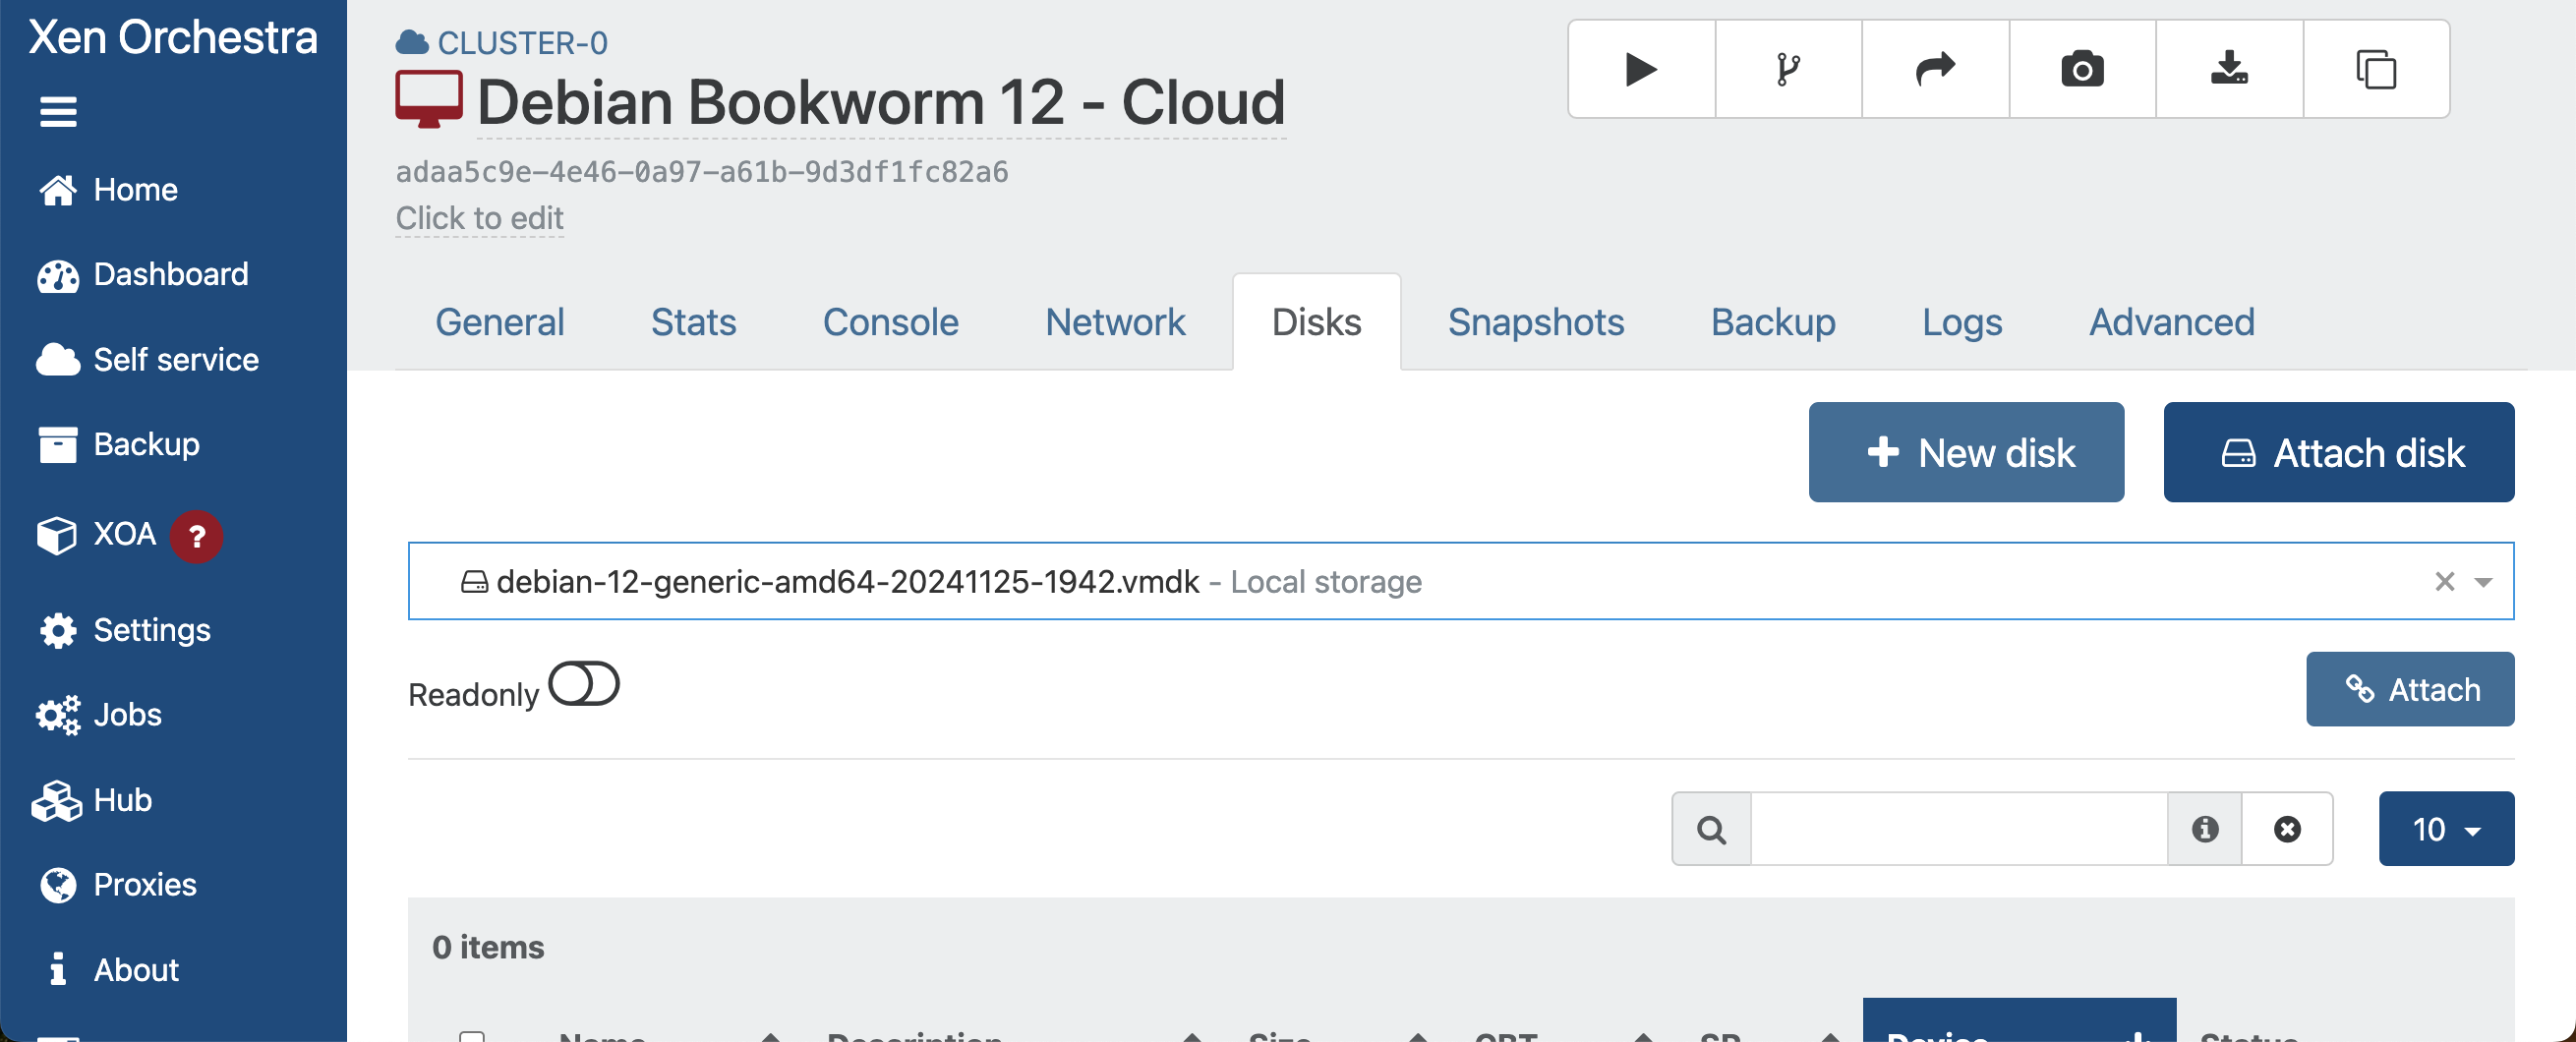 Xen Orchestra
Home
Dashboard
Self service
Backup
XOA ?
Settings
Jobs
Hub
Proxies
About
CLUSTER-0
Debian Bookworm 12 - Cloud
adaa5c9e-4e46-0a97-a61b-9d3df1fc82a6
Click to edit
General Stats Console Network Disks Snapshots Backup Logs Advanced
New disk Attach disk
debian-12-generic-amd64-20241125-1942.vmdk - Local storage
Readonly Attach
10
0 items
Name Description Size CBT SR Device Status